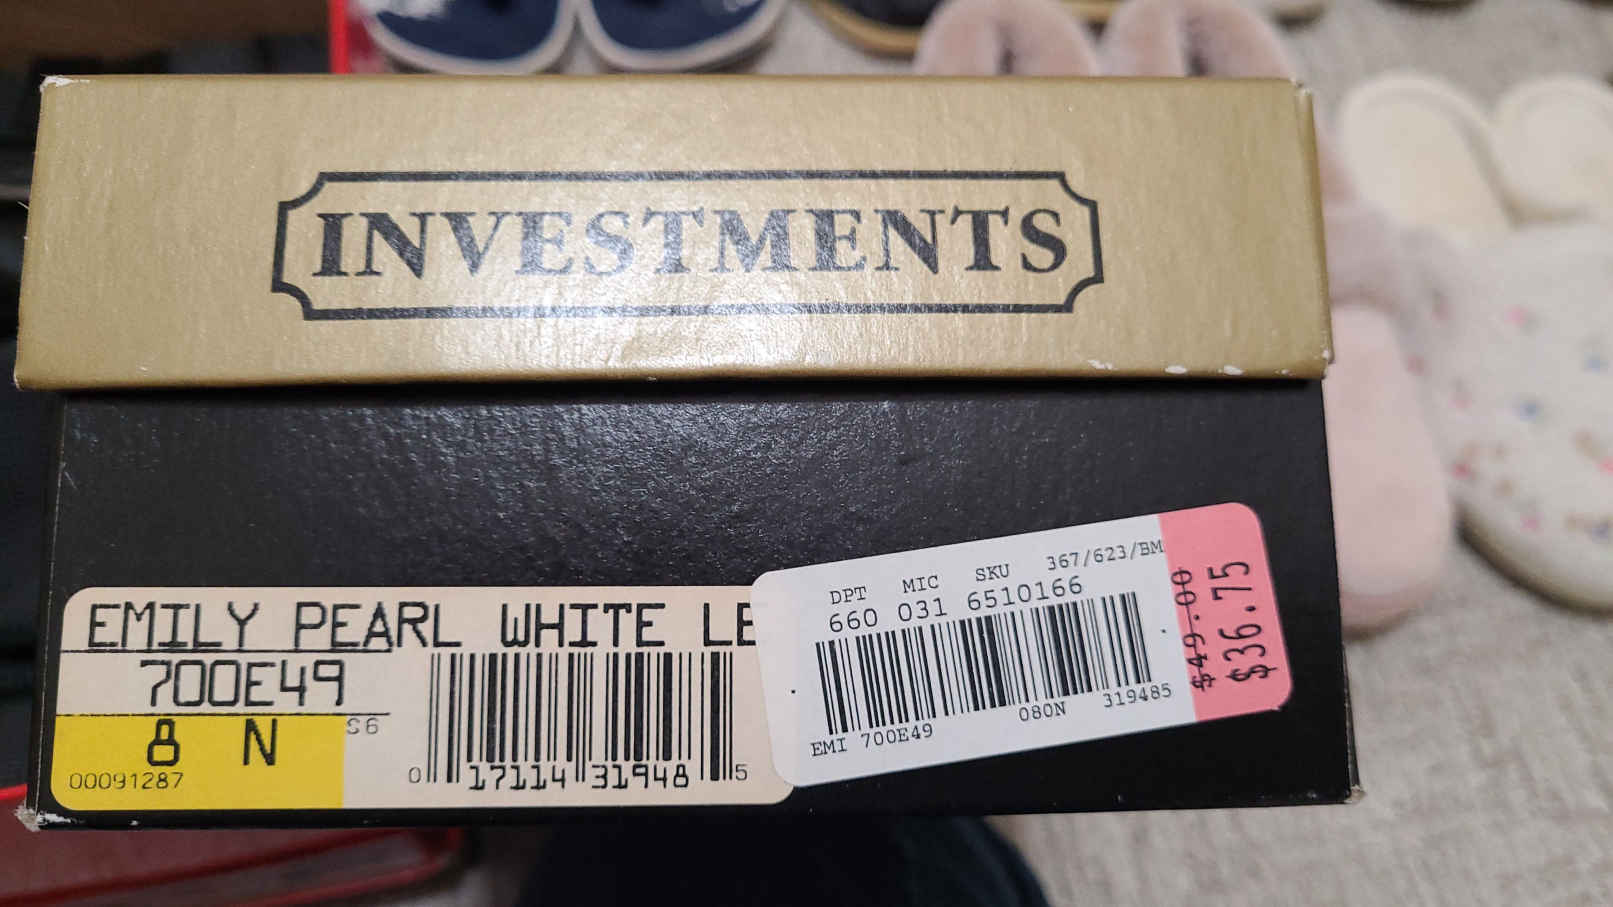 INVESTMENTS
EMILY PEARL WHITE LE
700E49
8 N
S6
00091287
0 17114 31948 5
DPT MIC SKU 367/623/BM
660 031 6510166
080N 319485
EMI 700E49
$49.00
$36.75